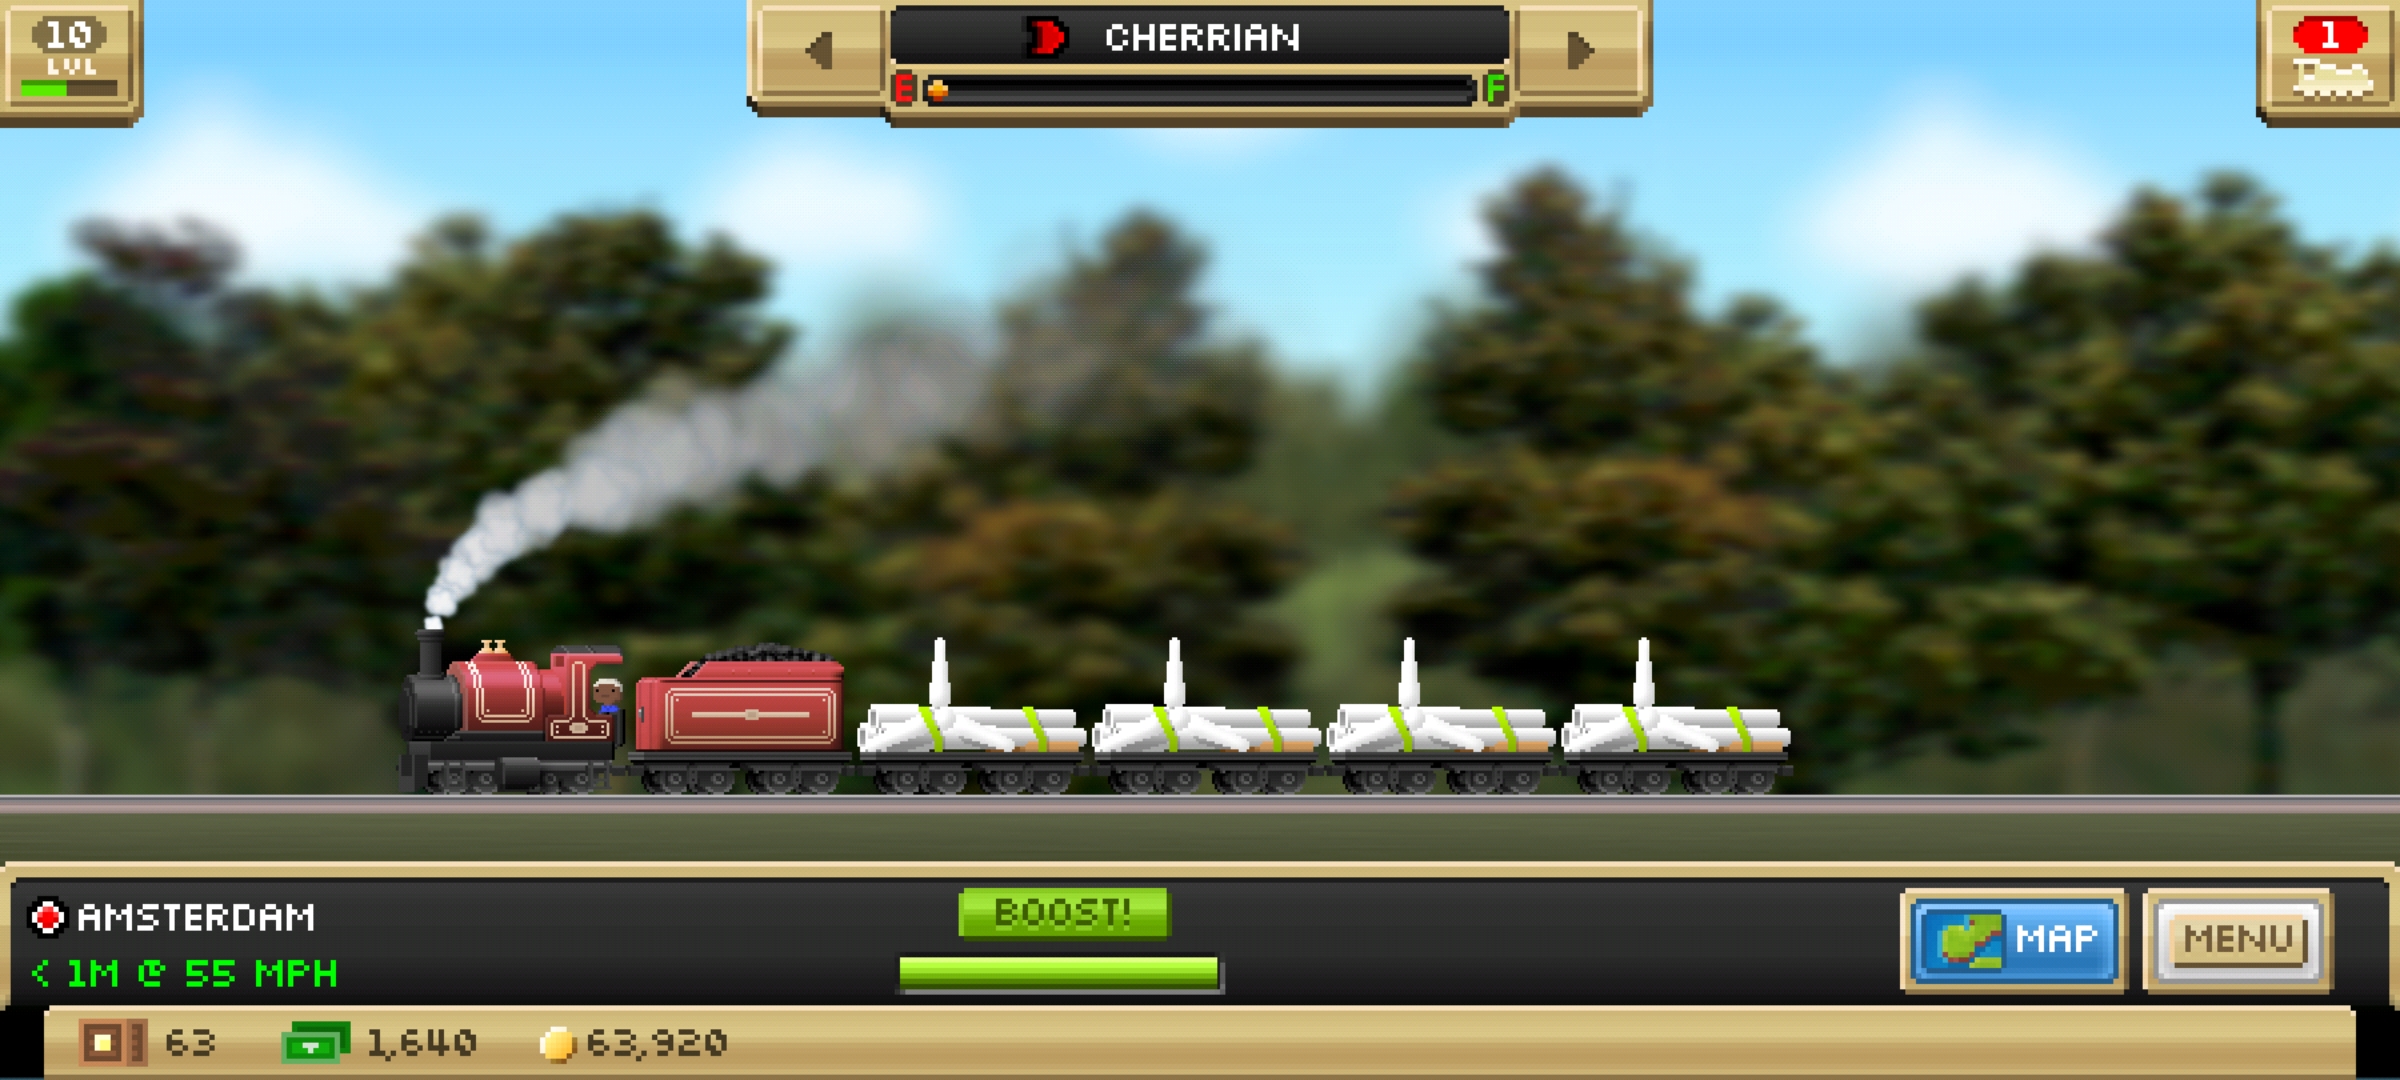 10
LVL
CHERRIAN
E F
1
AMSTERDAM
< 1M @ 55 MPH
BOOST!
MAP
MENU
63 1,640 63,920